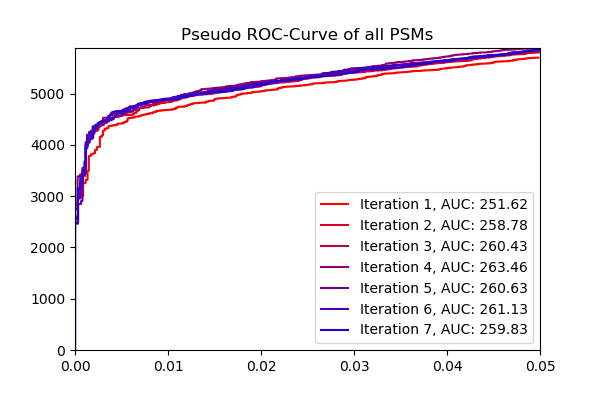 Pseudo ROC-Curve of all PSMs
5000
4000
3000
2000
1000
0
Iteration 1, AUC: 251.62
Iteration 2, AUC: 258.78
Iteration 3, AUC: 260.43
Iteration 4, AUC: 263.46
Iteration 5, AUC: 260.63
Iteration 6, AUC: 261.13
Iteration 7, AUC: 259.83
0.00 0.01 0.02 0.03 0.04 0.05